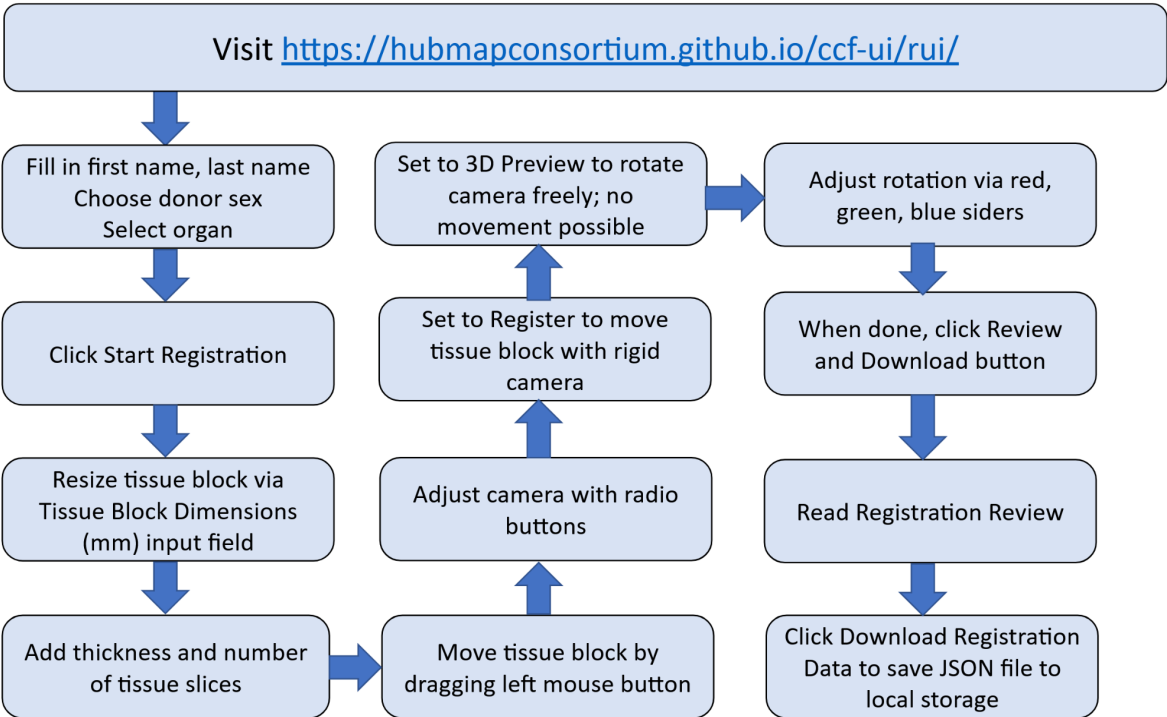 Visit https://hubmapconsortium.github.io/ccf-ui/rui/
Fill in first name, last name
Choose donor sex
Select organ
Click Start Registration
Resize tissue block via
Tissue Block Dimensions
(mm) input field
Add thickness and number
of tissue slices
Move tissue block by
dragging left mouse button
Adjust camera with radio
buttons
Set to Register to move
tissue block with rigid
camera
Set to 3D Preview to rotate
camera freely; no
movement possible
Adjust rotation via red,
green, blue siders
When done, click Review
and Download button
Read Registration Review
Click Download Registration
Data to save JSON file to
local storage